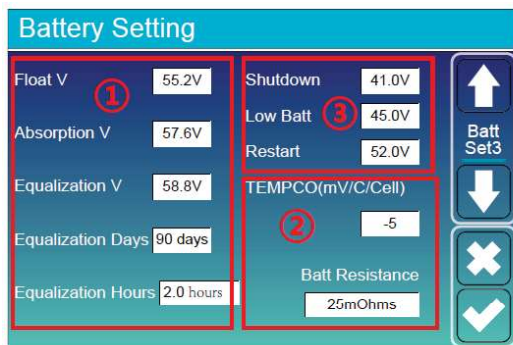 Battery Setting
Float V 55.2V
①
Absorption V 57.6V
Equalization V 58.8V
Equalization Days 90 days
Equalization Hours 2.0 hours
Shutdown 41.0V
Low Batt 45.0V
③
Restart 52.0V
TEMPCO(mV/C/Cell)
② -5
Batt Resistance
25mOhms
Batt
Set3